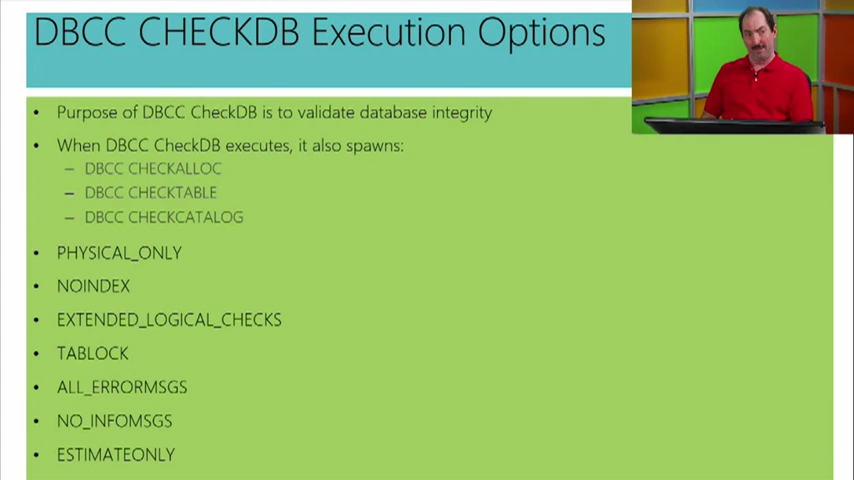 DBCC CHECKDB Execution Options
• Purpose of DBCC CheckDB is to validate database integrity
• When DBCC CheckDB executes, it also spawns:
– DBCC CHECKALLOC
– DBCC CHECKTABLE
– DBCC CHECKCATALOG
• PHYSICAL_ONLY
• NOINDEX
• EXTENDED_LOGICAL_CHECKS
• TABLOCK
• ALL_ERRORMSGS
• NO_INFOMSGS
• ESTIMATEONLY